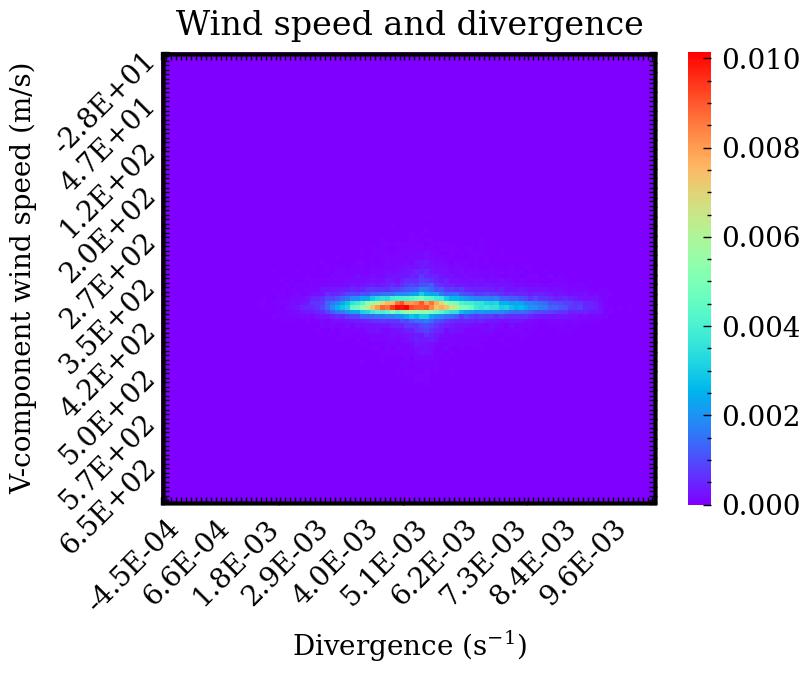 Wind speed and divergence
V-component wind speed (m/s)
-2.8E+01
4.7E+01
1.2E+02
2.0E+02
2.7E+02
3.5E+02
4.2E+02
5.0E+02
5.7E+02
6.5E+02
-4.5E-04
6.6E-04
1.8E-03
2.9E-03
4.0E-03
5.1E-03
6.2E-03
7.3E-03
8.4E-03
9.6E-03
Divergence (s⁻¹)
0.010
0.008
0.006
0.004
0.002
0.000